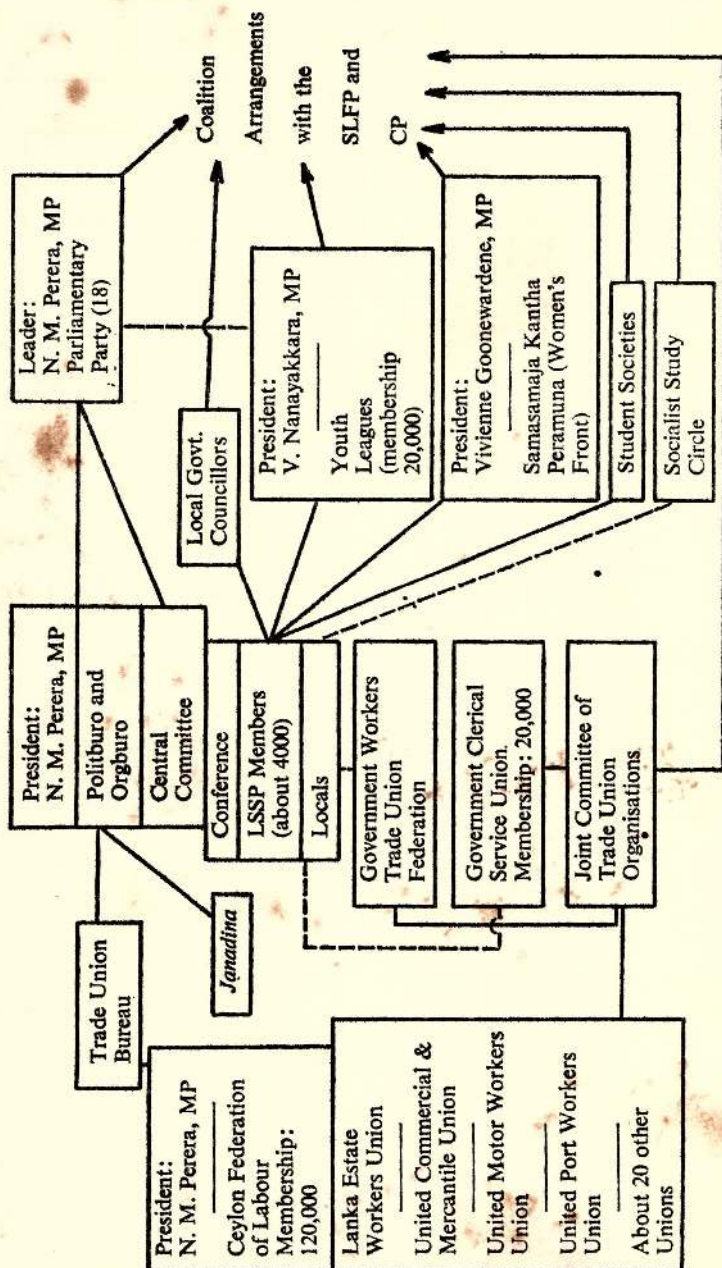 Leader:
N. M. Perera, MP
Parliamentary
Party (18)
Coalition
Arrangements
with the
SLFP and
CP
President:
N. M. Perera, MP
Politburo and
Orgburo
Central
Committee
Conference
LSSP Members
(about 4000)
Locals
Local Govt.
Councillors
President:
V. Nanayakkara, MP
Youth
Leagues
(membership
20,000)
President:
Vivienne Goonewardene, MP
Samasamaja Kantha
Peramuna (Women's
Front)
Student Societies
Socialist Study
Circle
Trade Union
Bureau
Janadina
Government Workers
Trade Union
Federation
Government Clerical
Service Union.
Membership: 20,000
Joint Committee of
Trade Union
Organisations
President:
N. M. Perera, MP
Ceylon Federation
of Labour
Membership:
120,000
Lanka Estate
Workers Union
United Commercial &
Mercantile Union
United Motor Workers
Union
United Port Workers
Union
About 20 other
Unions